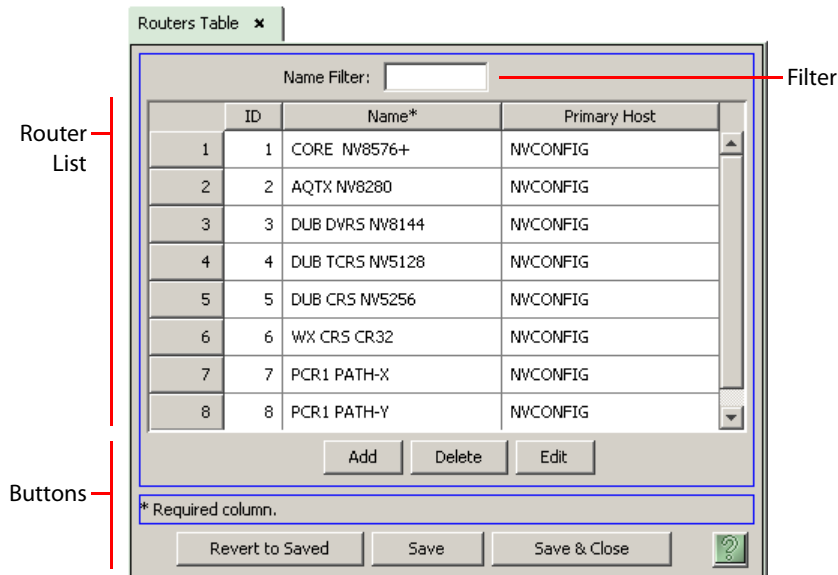 Routers Table ×
Name Filter:
Filter
Router
List
ID Name* Primary Host
1 1 CORE  NV8576+ NVCONFIG
2 2 AQTX NV8280 NVCONFIG
3 3 DUB DVRS NV8144 NVCONFIG
4 4 DUB TCRS NV5128 NVCONFIG
5 5 DUB CRS NV5256 NVCONFIG
6 6 WX CRS CR32 NVCONFIG
7 7 PCR1 PATH-X NVCONFIG
8 8 PCR1 PATH-Y NVCONFIG
Add Delete Edit
Buttons
* Required column.
Revert to Saved Save Save & Close ?